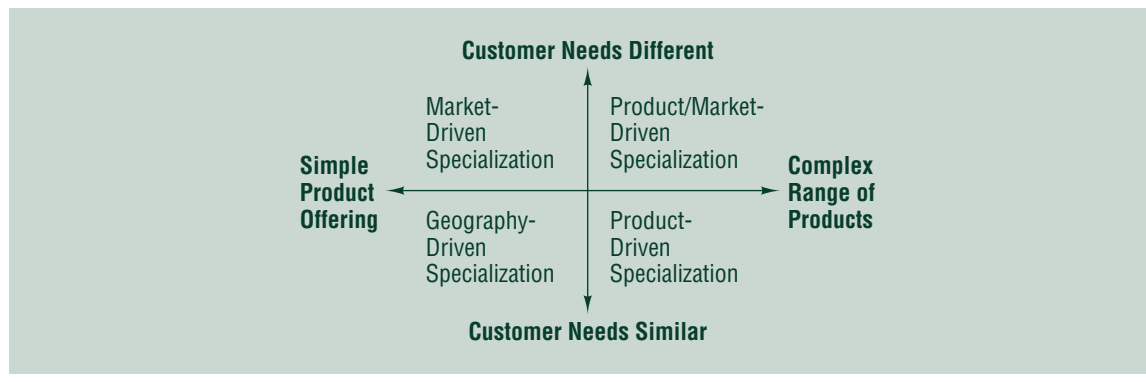 Customer Needs Different
Market-
Driven
Specialization
Product/Market-
Driven
Specialization
Simple
Product
Offering
Complex
Range of
Products
Geography-
Driven
Specialization
Product-
Driven
Specialization
Customer Needs Similar